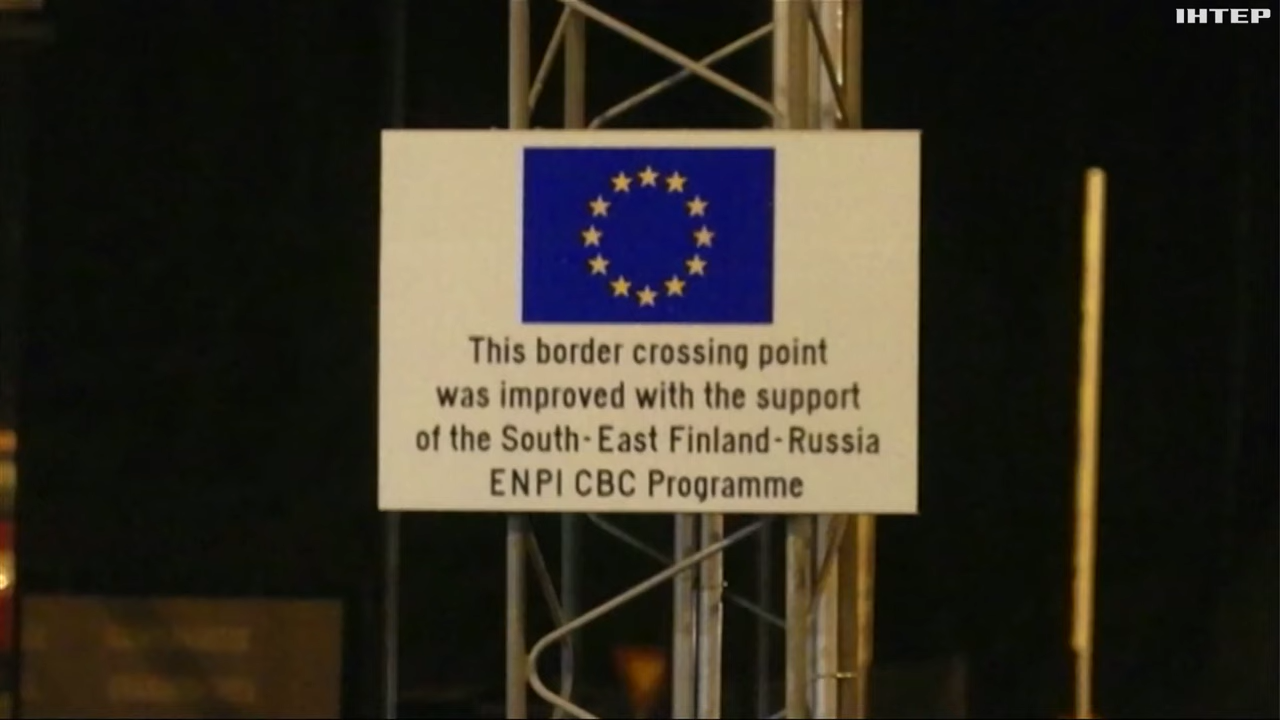 ІНТЕР
This border crossing point
was improved with the support
of the South-East Finland-Russia
ENPI CBC Programme